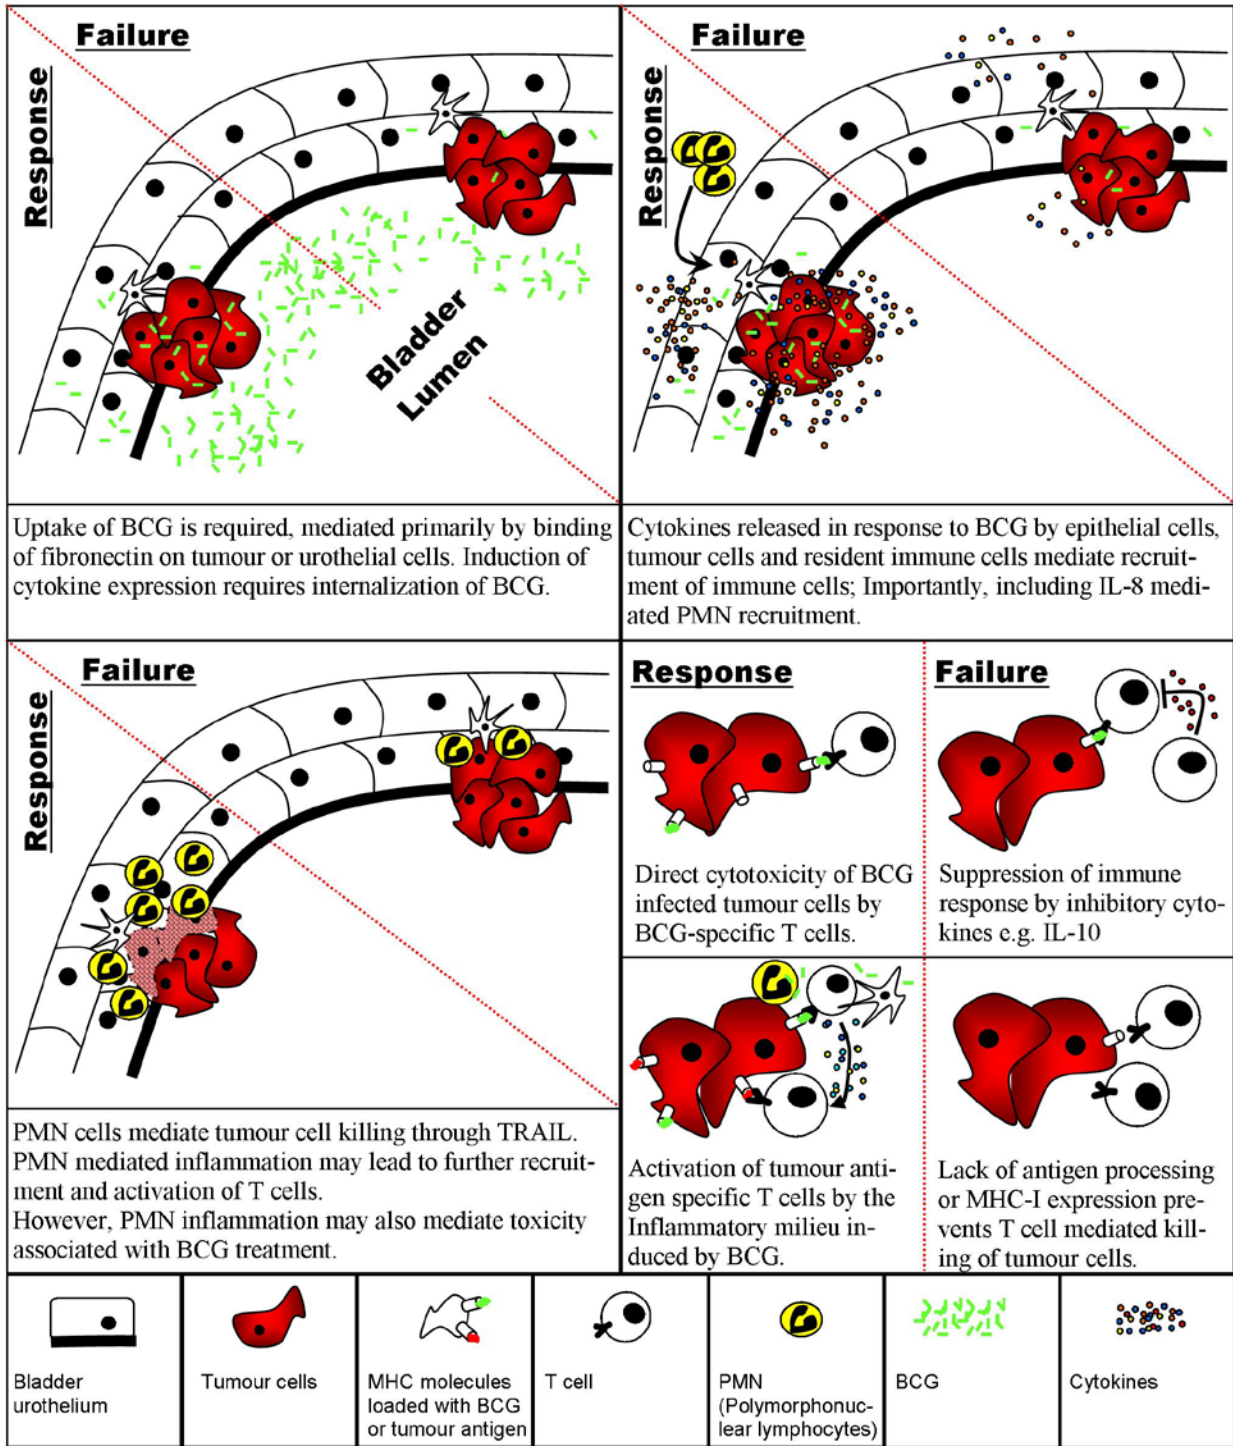 Failure
Response
Bladder
Lumen
Uptake of BCG is required, mediated primarily by binding
of fibronectin on tumour or urothelial cells. Induction of
cytokine expression requires internalization of BCG.
Failure
Response
Cytokines released in response to BCG by epithelial cells,
tumour cells and resident immune cells mediate recruit-
ment of immune cells; Importantly, including IL-8 medi-
ated PMN recruitment.
Failure
Response
PMN cells mediate tumour cell killing through TRAIL.
PMN mediated inflammation may lead to further recruit-
ment and activation of T cells.
However, PMN inflammation may also mediate toxicity
associated with BCG treatment.
Response
Direct cytotoxicity of BCG
infected tumour cells by
BCG-specific T cells.
Failure
Suppression of immune
response by inhibitory cyto-
kines e.g. IL-10
Activation of tumour anti-
gen specific T cells by the
Inflammatory milieu in-
duced by BCG.
Lack of antigen processing
or MHC-I expression pre-
vents T cell mediated kill-
ing of tumour cells.
Bladder
urothelium
Tumour cells
MHC molecules
loaded with BCG
or tumour antigen
T cell
PMN
(Polymorphonuc-
lear lymphocytes)
BCG
Cytokines